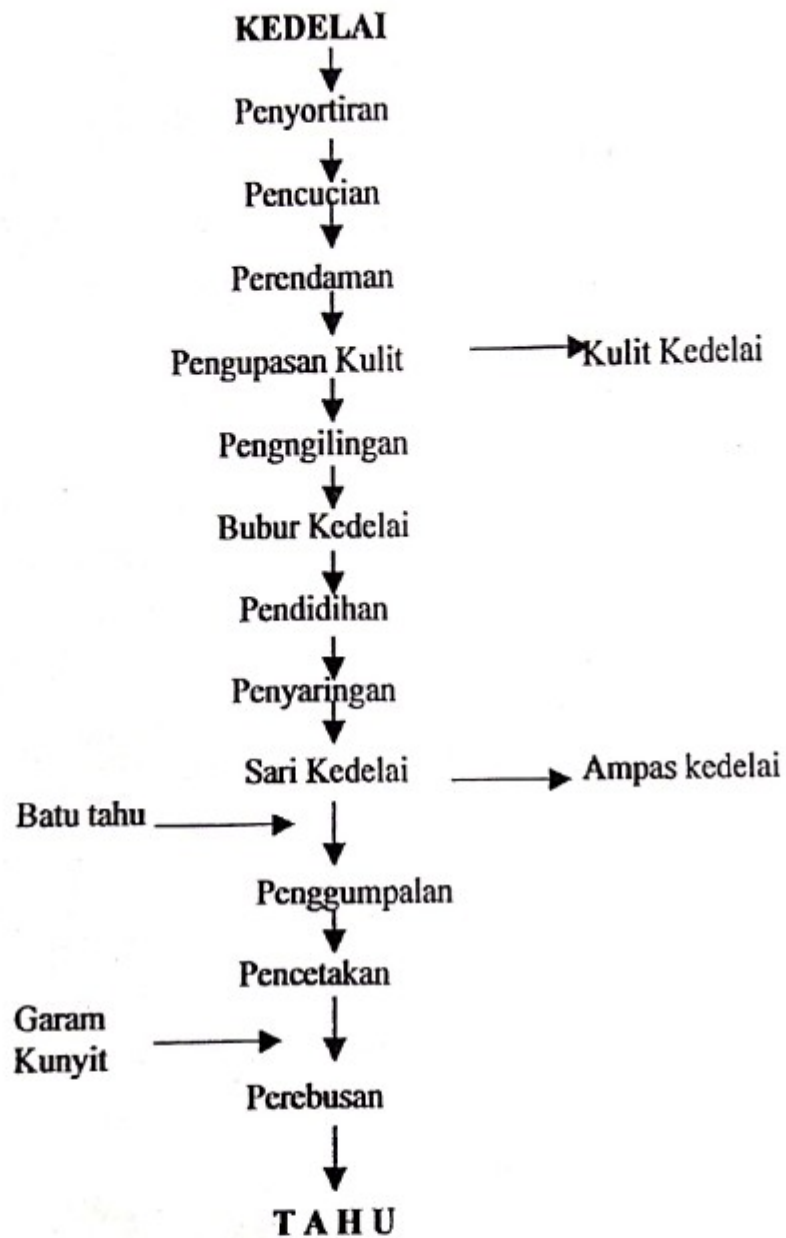 KEDELAI
Penyortiran
Pencucian
Perendaman
Pengupasan Kulit
Kulit Kedelai
Pengngilingan
Bubur Kedelai
Pendidihan
Penyaringan
Sari Kedelai
Ampas kedelai
Batu tahu
Penggumpalan
Pencetakan
Garam
Kunyit
Perebusan
T A H U